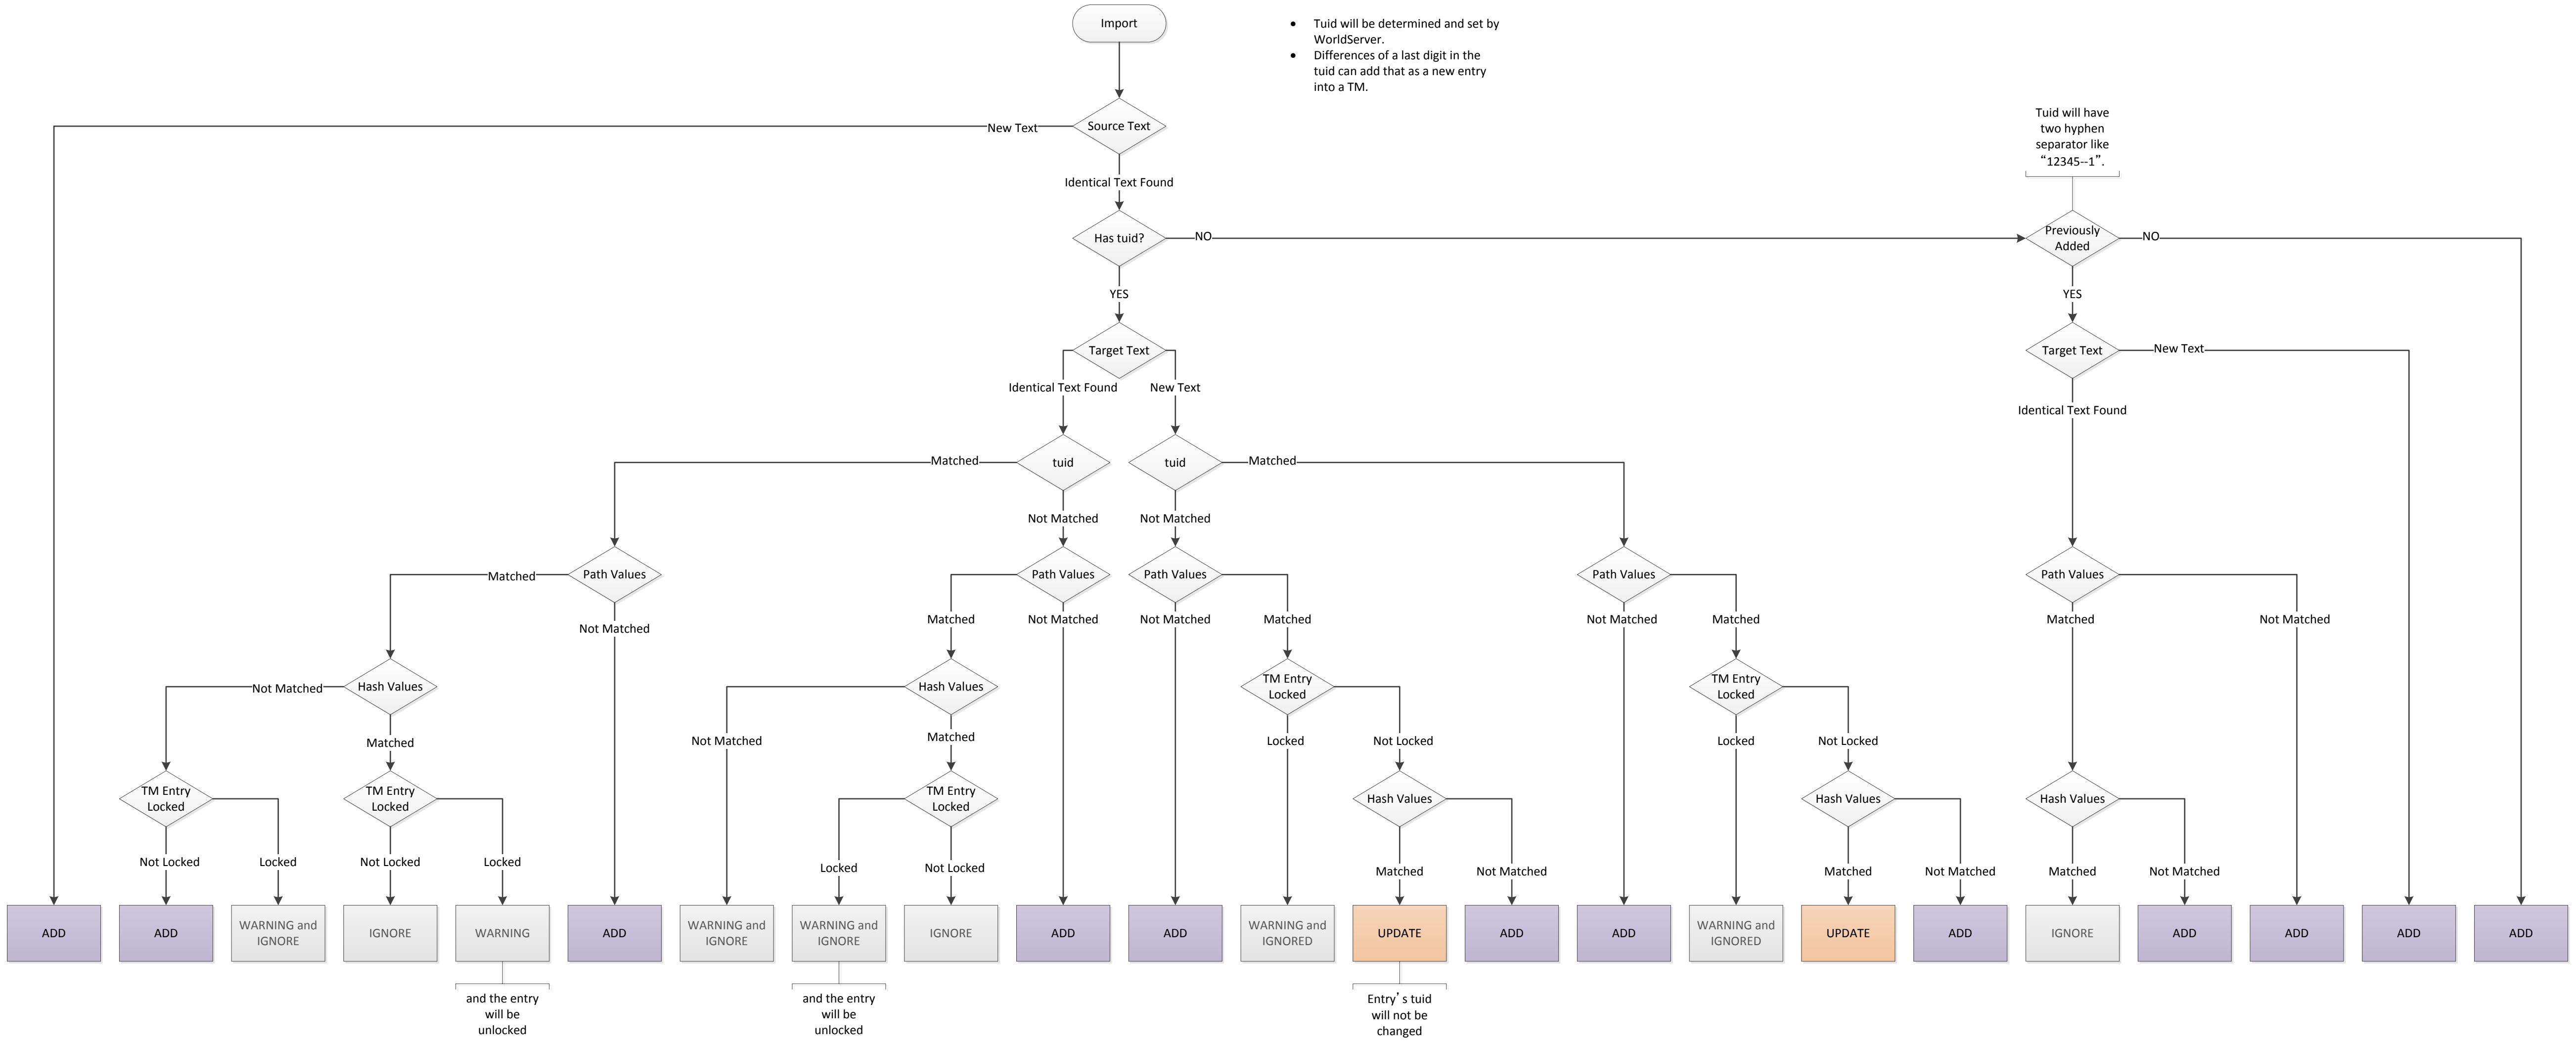 Import
• Tuid will be determined and set by
WorldServer.
• Differences of a last digit in the
tuid can add that as a new entry
into a TM.
Tuid will have
two hyphen
separator like
“12345--1”.
New Text
Source Text
Identical Text Found
Has tuid?
NO
Previously
Added
NO
YES
YES
Target Text
Target Text
New Text
Identical Text Found
New Text
Identical Text Found
Matched
tuid
tuid
Matched
Not Matched
Not Matched
Matched
Path Values
Path Values
Path Values
Path Values
Path Values
Not Matched
Matched
Not Matched
Not Matched
Matched
Not Matched
Matched
Matched
Not Matched
Not Matched
Hash Values
Hash Values
TM Entry
Locked
TM Entry
Locked
Matched
Not Matched
Matched
Locked
Not Locked
Locked
Not Locked
TM Entry
Locked
TM Entry
Locked
TM Entry
Locked
Hash Values
Hash Values
Hash Values
Not Locked
Locked
Not Locked
Locked
Locked
Not Locked
Matched
Not Matched
Matched
Not Matched
Matched
Not Matched
ADD
ADD
WARNING and
IGNORE
IGNORE
WARNING
ADD
WARNING and
IGNORE
WARNING and
IGNORE
IGNORE
ADD
ADD
WARNING and
IGNORED
UPDATE
ADD
ADD
WARNING and
IGNORED
UPDATE
ADD
IGNORE
ADD
ADD
ADD
ADD
and the entry
will be
unlocked
and the entry
will be
unlocked
Entry’s tuid
will not be
changed